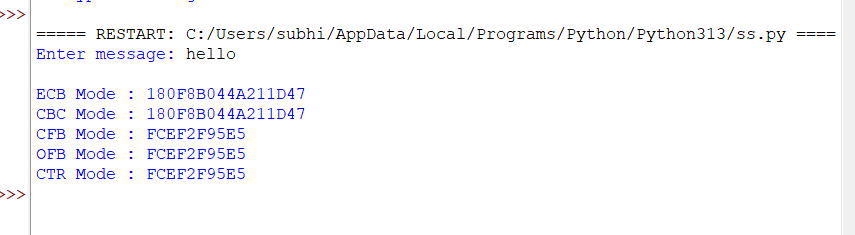 >>>
===== RESTART: C:/Users/subhi/AppData/Local/Programs/Python/Python313/ss.py ====
Enter message: hello
ECB Mode : 180F8B044A211D47
CBC Mode : 180F8B044A211D47
CFB Mode : FCEF2F95E5
OFB Mode : FCEF2F95E5
CTR Mode : FCEF2F95E5
>>>